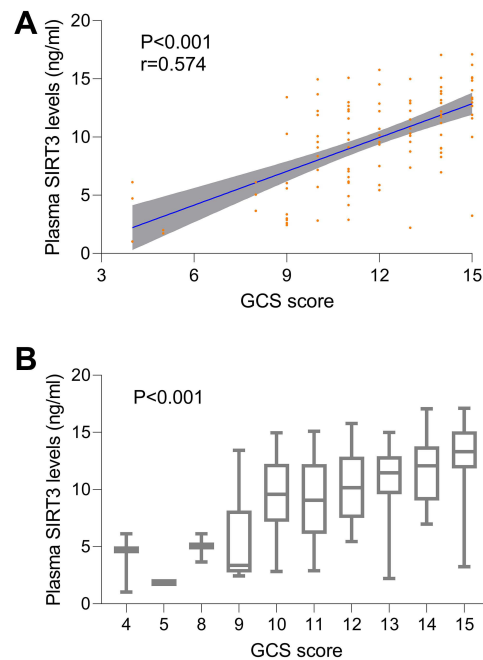 A
Plasma SIRT3 levels (ng/ml)
20
15
10
5
0
P<0.001
r=0.574
3
6
9
12
15
GCS score
B
Plasma SIRT3 levels (ng/ml)
20
15
10
5
0
P<0.001
4
5
8
9
10
11
12
13
14
15
GCS score